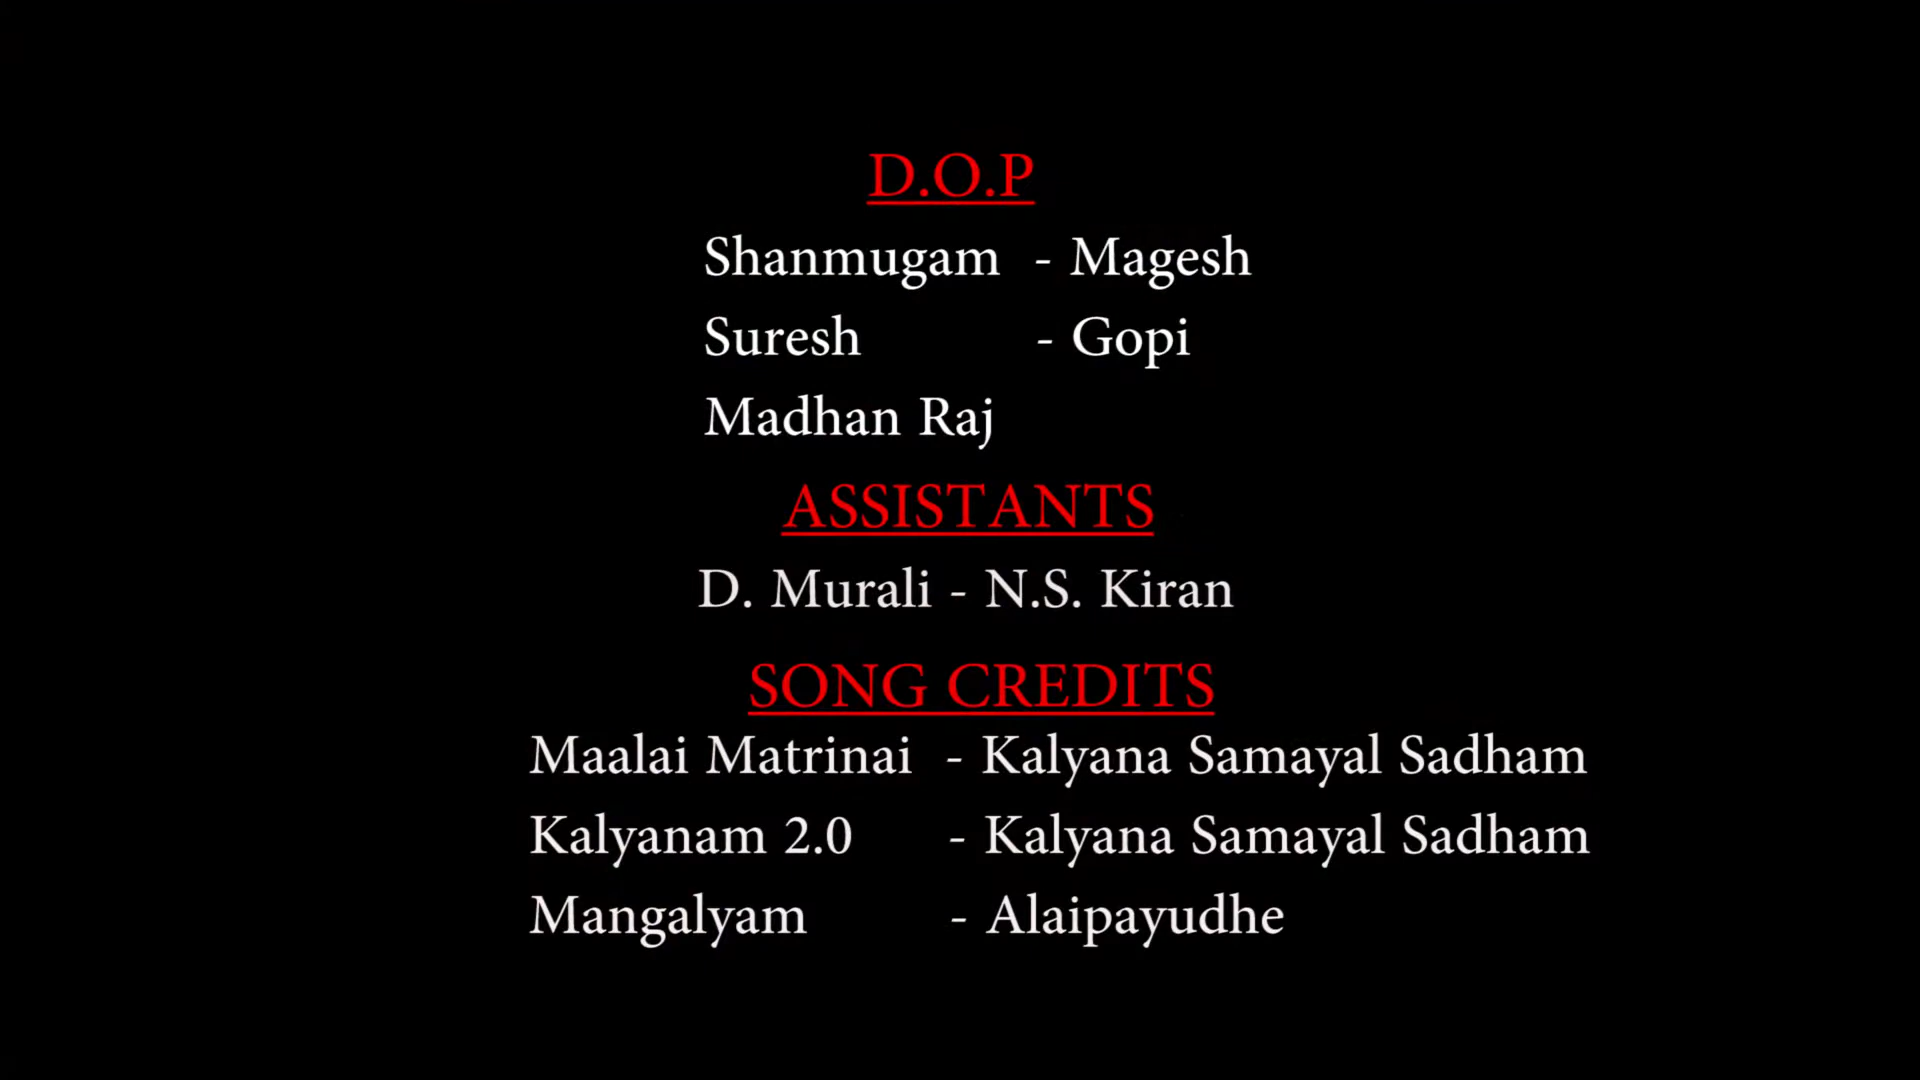 D.O.P
Shanmugam - Magesh
Suresh - Gopi
Madhan Raj
ASSISTANTS
D. Murali - N.S. Kiran
SONG CREDITS
Maalai Matrinai - Kalyana Samayal Sadham
Kalyanam 2.0 - Kalyana Samayal Sadham
Mangalyam - Alaipayudhe